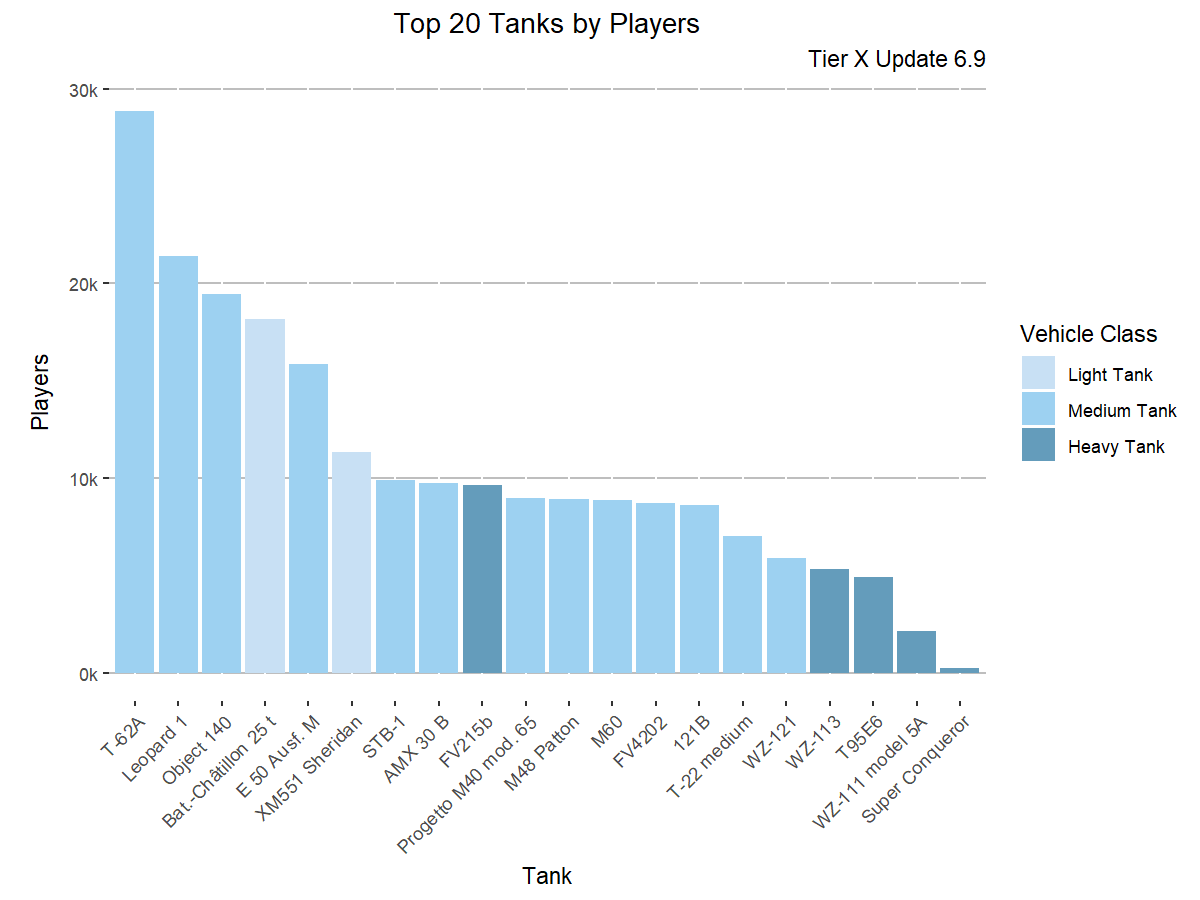 Top 20 Tanks by Players
Tier X Update 6.9
30k
20k
10k
0k
Players
T-62A
Leopard 1
Object 140
Bat.-Châtillon 25 t
E 50 Ausf. M
XM551 Sheridan
STB-1
AMX 30 B
FV215b
Progetto M40 mod. 65
M48 Patton
M60
FV4202
121B
T-22 medium
WZ-121
WZ-113
T95E6
WZ-111 model 5A
Super Conqueror
Tank
Vehicle Class
Light Tank
Medium Tank
Heavy Tank